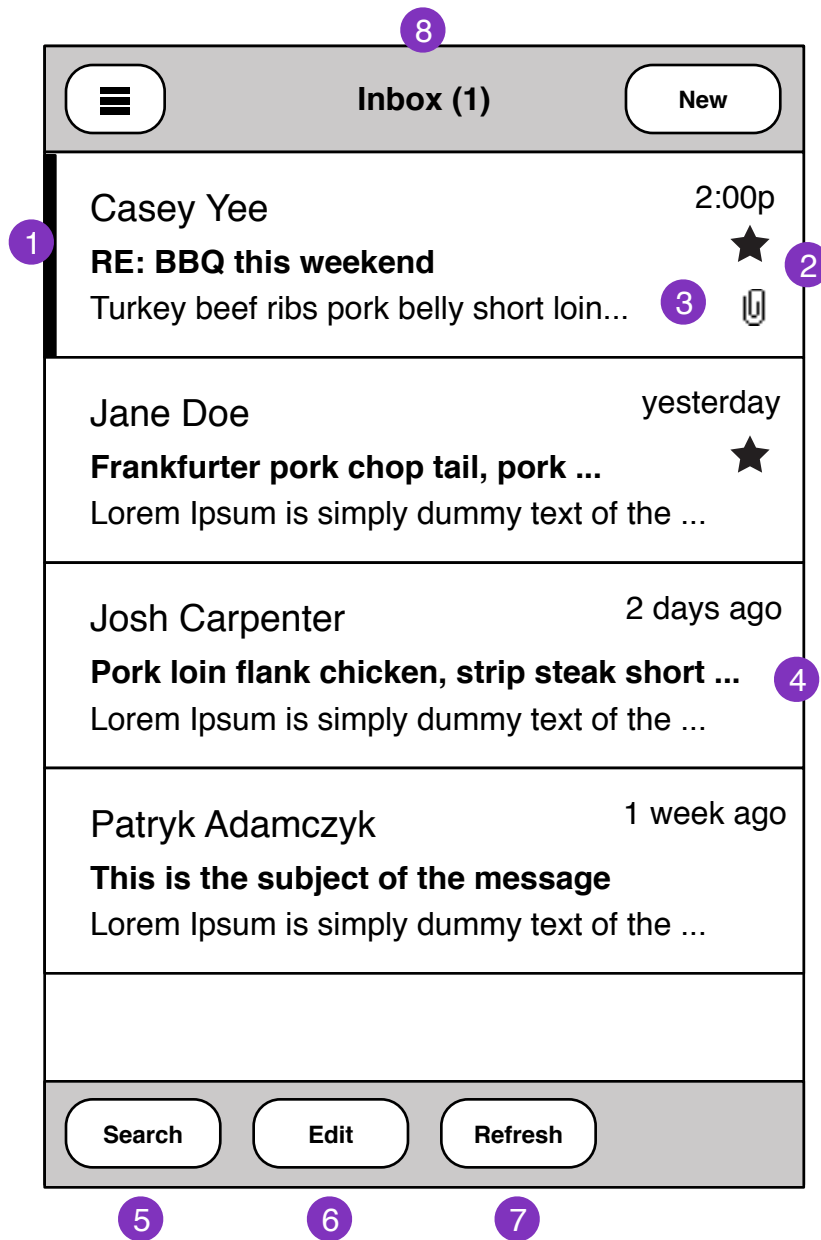 8
Inbox (1)
New
Casey Yee
2:00p
1
RE: BBQ this weekend
2
Turkey beef ribs pork belly short loin...
3
Jane Doe
yesterday
Frankfurter pork chop tail, pork ...
Lorem Ipsum is simply dummy text of the ...
Josh Carpenter
2 days ago
Pork loin flank chicken, strip steak short ...
4
Lorem Ipsum is simply dummy text of the ...
Patryk Adamczyk
1 week ago
This is the subject of the message
Lorem Ipsum is simply dummy text of the ...
Search
Edit
Refresh
5
6
7